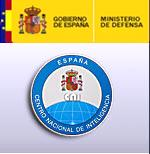 GOBIERNO
DE ESPAÑA
MINISTERIO
DE DEFENSA
ESPAÑA
CNI
CENTRO NACIONAL DE INTELIGENCIA